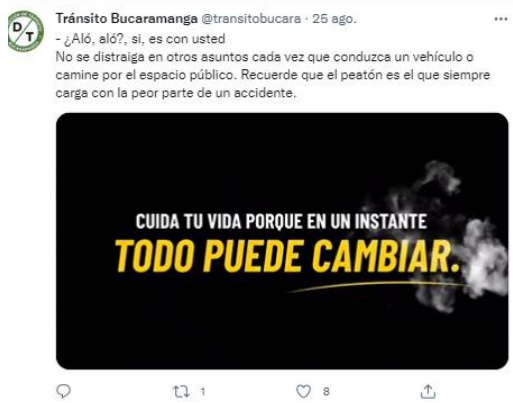 D/T
Tránsito Bucaramanga @transitobucara · 25 ago.
- ¿Aló, aló?, si, es con usted
No se distraiga en otros asuntos cada vez que conduzca un vehículo o
camine por el espacio público. Recuerde que el peatón es el que siempre
carga con la peor parte de un accidente.
CUIDA TU VIDA PORQUE EN UN INSTANTE
TODO PUEDE CAMBIAR.
1
8